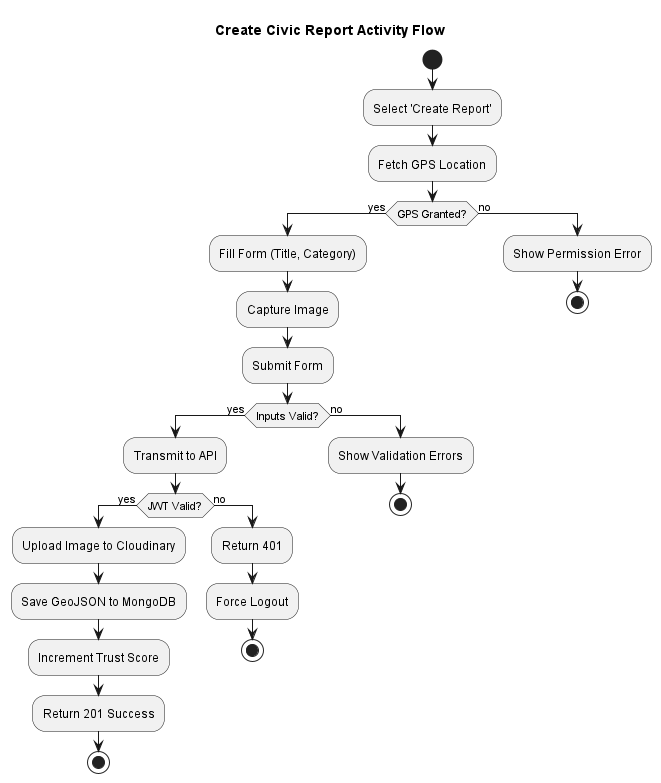 Create Civic Report Activity Flow
Select 'Create Report'
Fetch GPS Location
yes
GPS Granted?
no
Fill Form (Title, Category)
Show Permission Error
Capture Image
Submit Form
yes
Inputs Valid?
no
Transmit to API
Show Validation Errors
yes
JWT Valid?
no
Upload Image to Cloudinary
Return 401
Save GeoJSON to MongoDB
Force Logout
Increment Trust Score
Return 201 Success